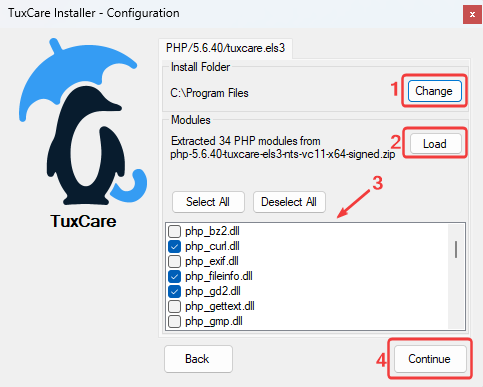 TuxCare Installer - Configuration
x
PHP/5.6.40/tuxcare.els3
Install Folder
C:\Program Files
1
Change
Modules
Extracted 34 PHP modules from
php-5.6.40-tuxcare-els3-nts-vc11-x64-signed.zip
2
Load
3
Select All
Deselect All
TuxCare
php_bz2.dll
php_curl.dll
php_exif.dll
php_fileinfo.dll
php_gd2.dll
php_gettext.dll
php_gmp.dll
Back
4
Continue